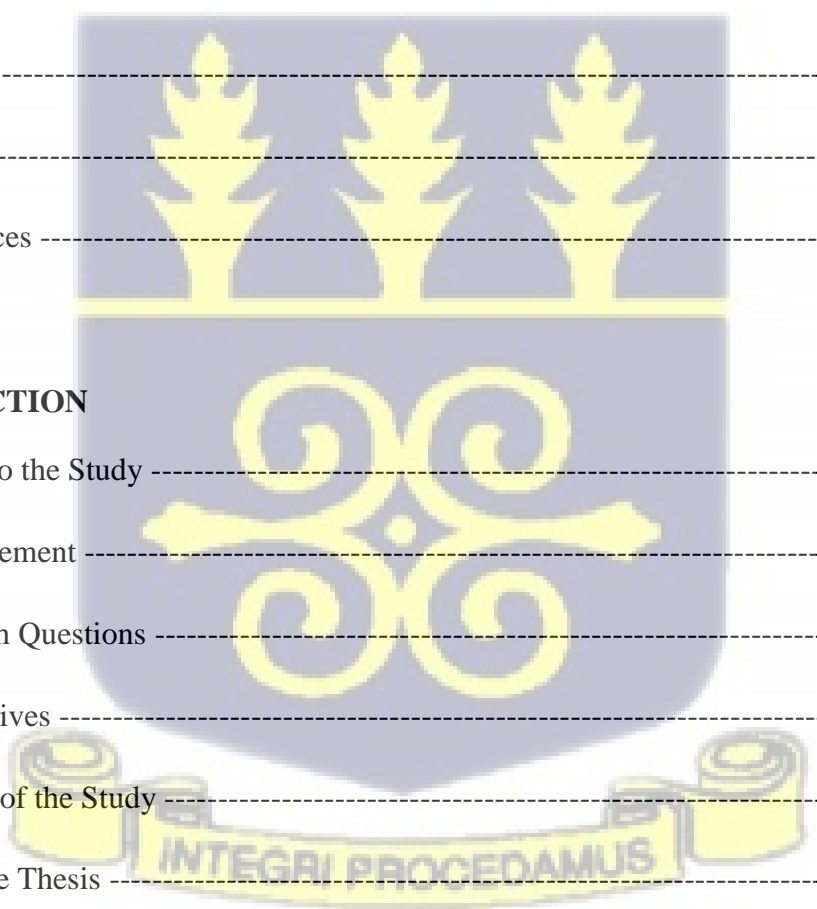 ---
---
ces ---
CTION
o the Study ---
ement ---
n Questions ---
ives ---
of the Study ---
e Thesis ---
INTEGRI PROCEDAMUS